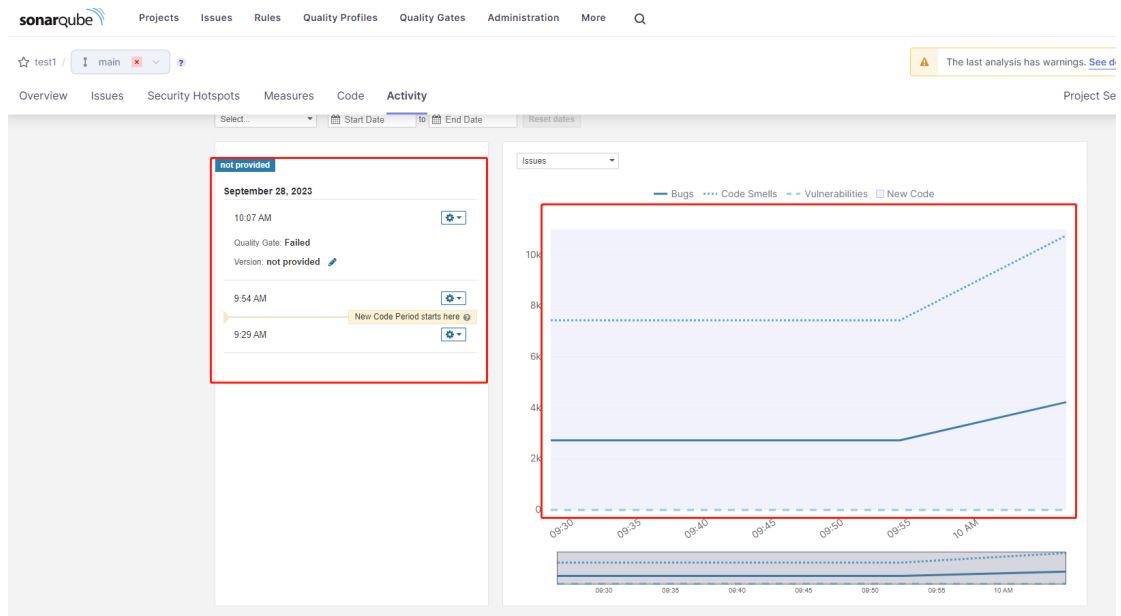 sonarqube Projects Issues Rules Quality Profiles Quality Gates Administration More
test1 / main ? The last analysis has warnings. See
Overview Issues Security Hotspots Measures Code Activity Project
Select... Start Date to End Date Reset dates
not provided
September 28, 2023
10:07 AM
Quality Gate: Failed
Version: not provided
9:54 AM
New Code Period starts here ?
9:29 AM
Issues
Bugs Code Smells Vulnerabilities New Code
10k
8k
6k
4k
2k
0
09:30 09:35 09:40 09:45 09:50 09:55 10 AM
09:30 09:35 09:40 09:45 09:50 09:55 10 AM